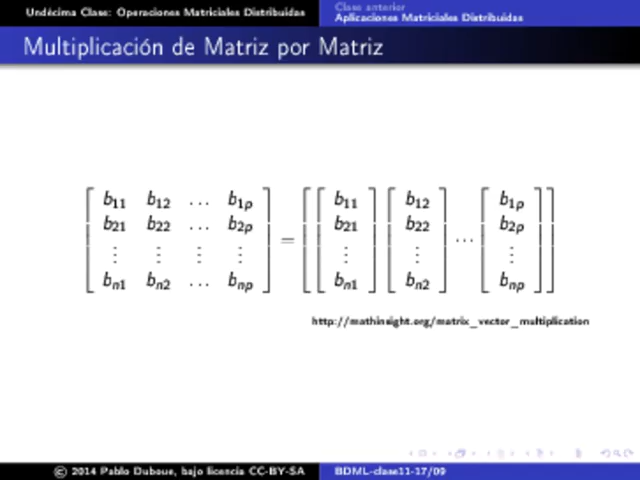 Undécima Clase: Operaciones Matriciales Distribuidas
Clase anterior
Aplicaciones Matriciales Distribuidas
Multiplicación de Matriz por Matriz
b11 b12 ... b1p b11 b12 b1p
b21 b22 ... b2p b21 b22 b2p
⋮ ⋮ ⋮ ⋮ = ⋮ ⋮ ... ⋮
bn1 bn2 ... bnp bn1 bn2 bnp
http://mathinsight.org/matrix_vector_multiplication
© 2014 Pablo Duboue, bajo licencia CC-BY-SA
BDML-clase11-17/09